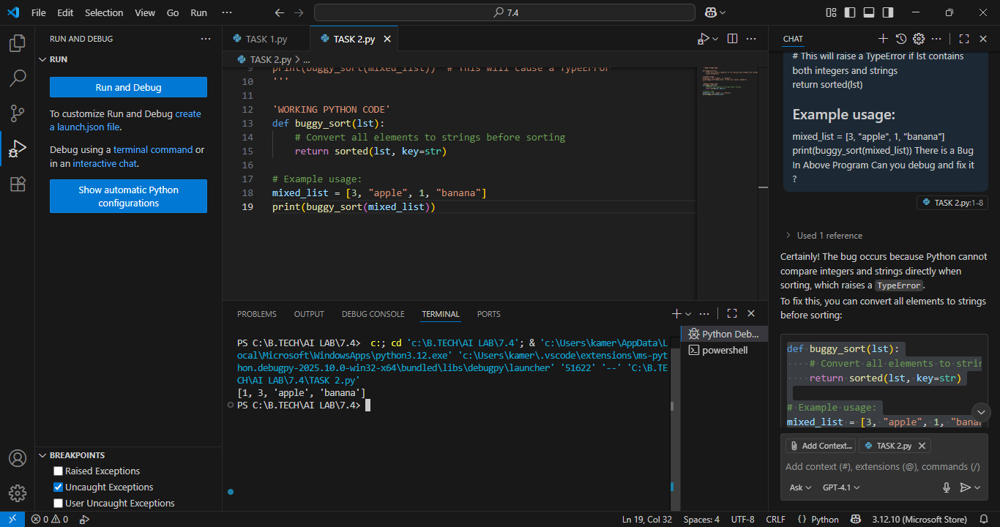 File Edit Selection View Go Run ··· 7.4
RUN AND DEBUG ···
RUN
Run and Debug
To customize Run and Debug create
a launch.json file.
Debug using a terminal command or
in an interactive chat.
Show automatic Python
configurations
BREAKPOINTS
Raised Exceptions
Uncaught Exceptions
User Uncaught Exceptions
TASK 1.py TASK 2.py
TASK 2.py > ...
9 print(buggy_sort(mixed_list)) # This will cause a TypeError
10 '''
11
12 'WORKING PYTHON CODE'
13 def buggy_sort(lst):
14 # Convert all elements to strings before sorting
15 return sorted(lst, key=str)
16
17 # Example usage:
18 mixed_list = [3, "apple", 1, "banana"]
19 print(buggy_sort(mixed_list))
PROBLEMS OUTPUT DEBUG CONSOLE TERMINAL PORTS
PS C:\B.TECH\AI LAB\7.4> c:; cd 'c:\B.TECH\AI LAB\7.4'; & 'c:\Users\kamer\AppData\L
ocal\Microsoft\WindowsApps\python3.12.exe' 'c:\Users\kamer\.vscode\extensions\ms-pyt
hon.debugpy-2025.10.0-win32-x64\bundled\libs\debugpy\launcher' '51622' '--' 'C:\B.TE
CH\AI LAB\7.4\TASK 2.py'
[1, 3, 'apple', 'banana']
PS C:\B.TECH\AI LAB\7.4>
Python Deb...
powershell
CHAT
# This will raise a TypeError if lst contains
both integers and strings
return sorted(lst)
Example usage:
mixed_list = [3, "apple", 1, "banana"]
print(buggy_sort(mixed_list)) There is a Bug
In Above Program Can you debug and fix it
?
TASK 2.py:1-8
Used 1 reference
Certainly! The bug occurs because Python cannot
compare integers and strings directly when
sorting, which raises a TypeError.
To fix this, you can convert all elements to strings
before sorting:
def buggy_sort(lst):
# Convert all elements to strin
return sorted(lst, key=str)
# Example usage:
mixed_list = [3, "apple", 1, "banan
Add Context... TASK 2.py
Add context (#), extensions (@), commands (/)
Ask GPT-4.1
0 0 Ln 19, Col 32 Spaces: 4 UTF-8 CRLF {} Python 3.12.10 (Microsoft Store)